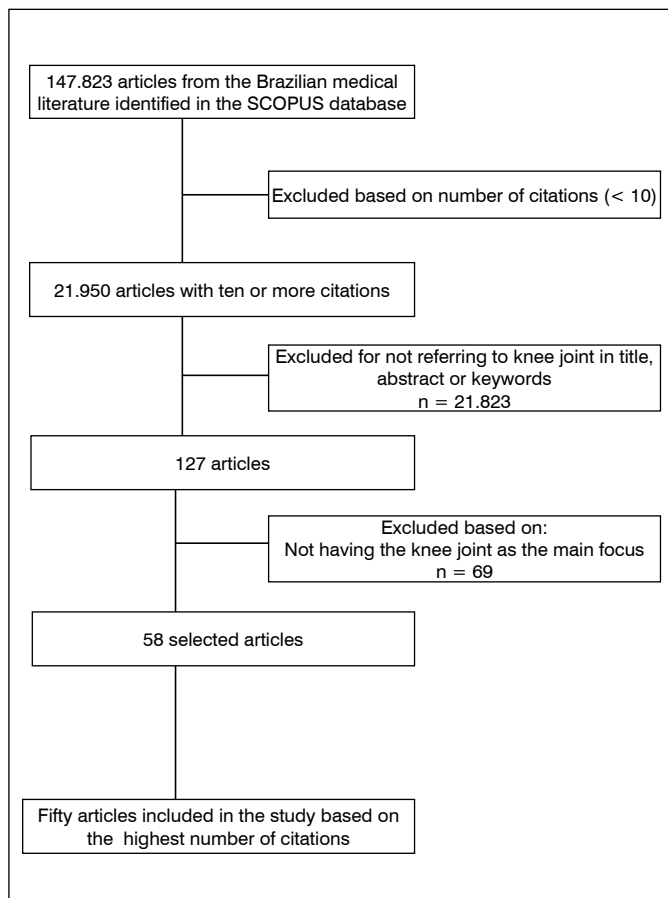 147.823 articles from the Brazilian medical
literature identified in the SCOPUS database
Excluded based on number of citations (< 10)
21.950 articles with ten or more citations
Excluded for not referring to knee joint in title,
abstract or keywords
n = 21.823
127 articles
Excluded based on:
Not having the knee joint as the main focus
n = 69
58 selected articles
Fifty articles included in the study based on
the highest number of citations